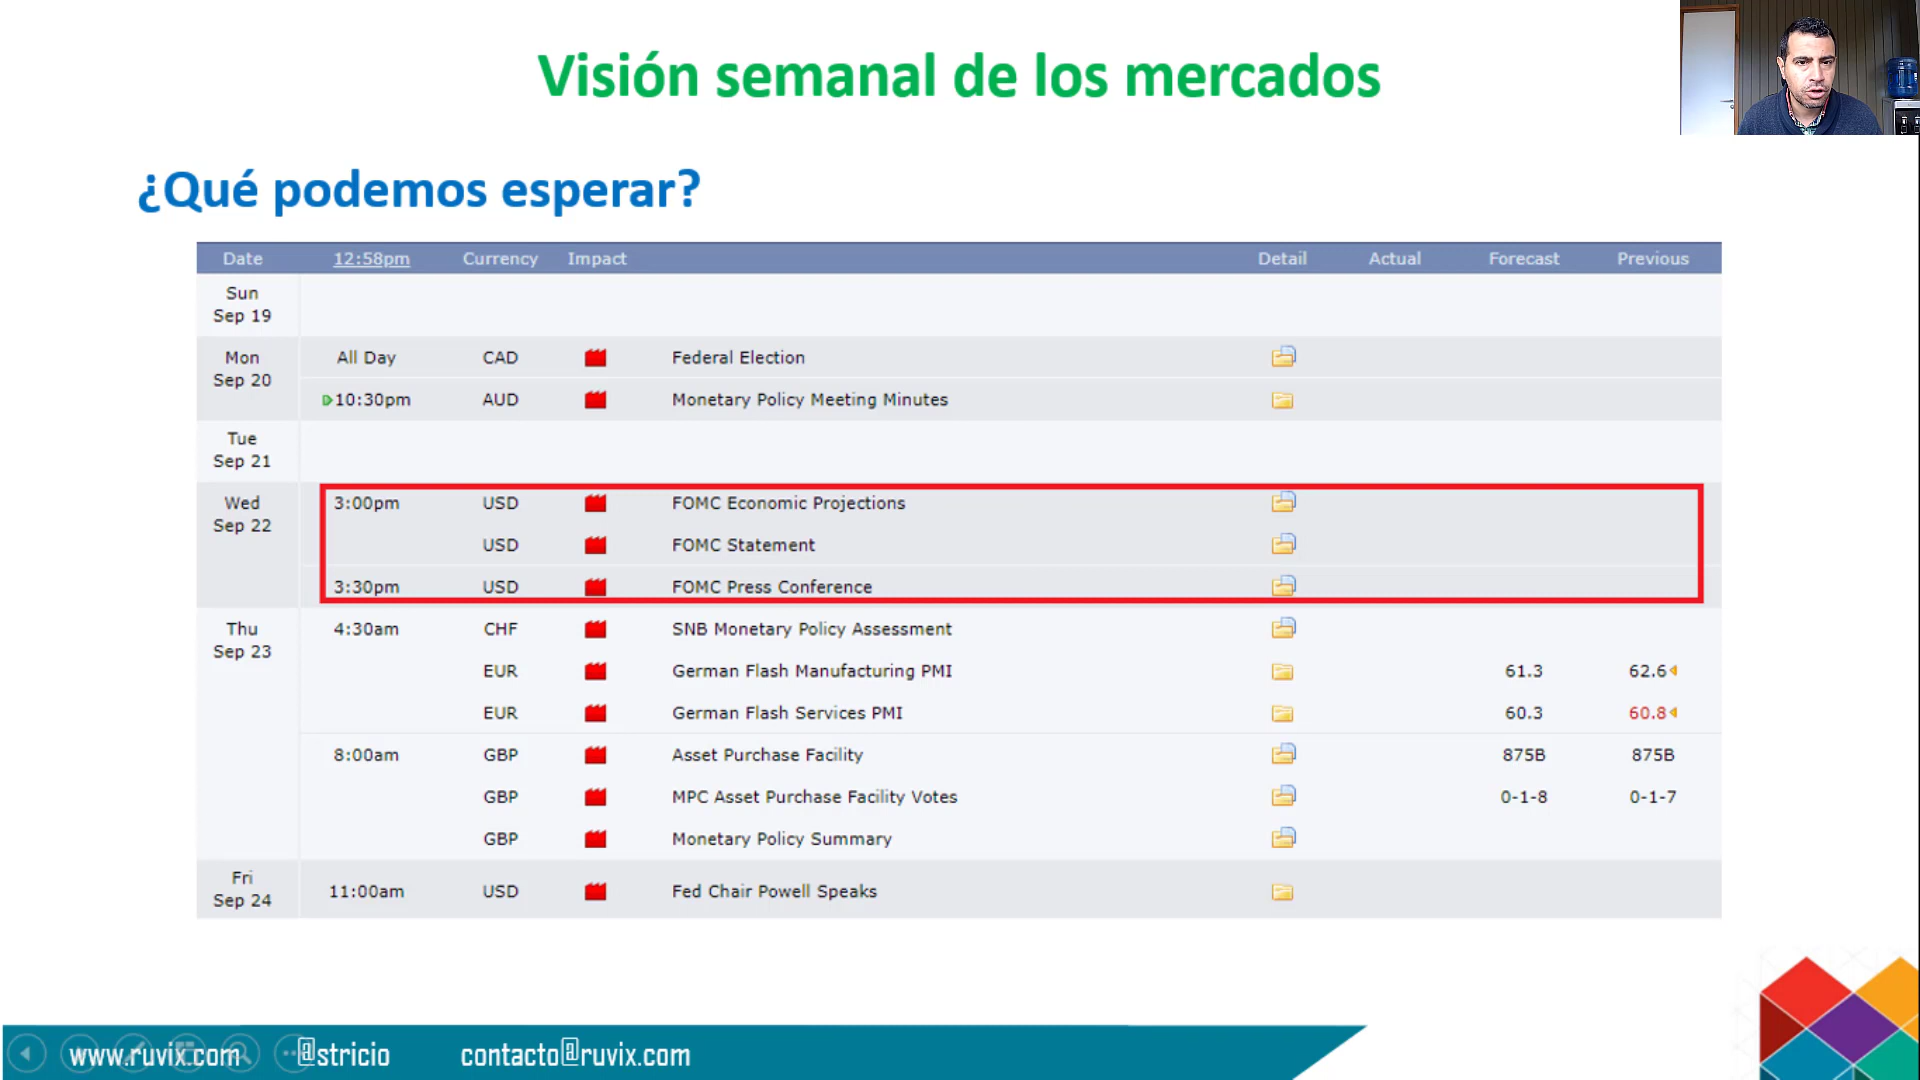 Visión semanal de los mercados
¿Qué podemos esperar?
Date 12:58pm Currency Impact Detail Actual Forecast Previous
Sun
Sep 19
Mon
Sep 20
All Day CAD Federal Election
10:30pm AUD Monetary Policy Meeting Minutes
Tue
Sep 21
Wed
Sep 22
3:00pm USD FOMC Economic Projections
USD FOMC Statement
3:30pm USD FOMC Press Conference
Thu
Sep 23
4:30am CHF SNB Monetary Policy Assessment
EUR German Flash Manufacturing PMI 61.3 62.6
EUR German Flash Services PMI 60.3 60.8
8:00am GBP Asset Purchase Facility 875B 875B
GBP MPC Asset Purchase Facility Votes 0-1-8 0-1-7
GBP Monetary Policy Summary
Fri
Sep 24
11:00am USD Fed Chair Powell Speaks
www.ruvix.com @stricio contacto@ruvix.com